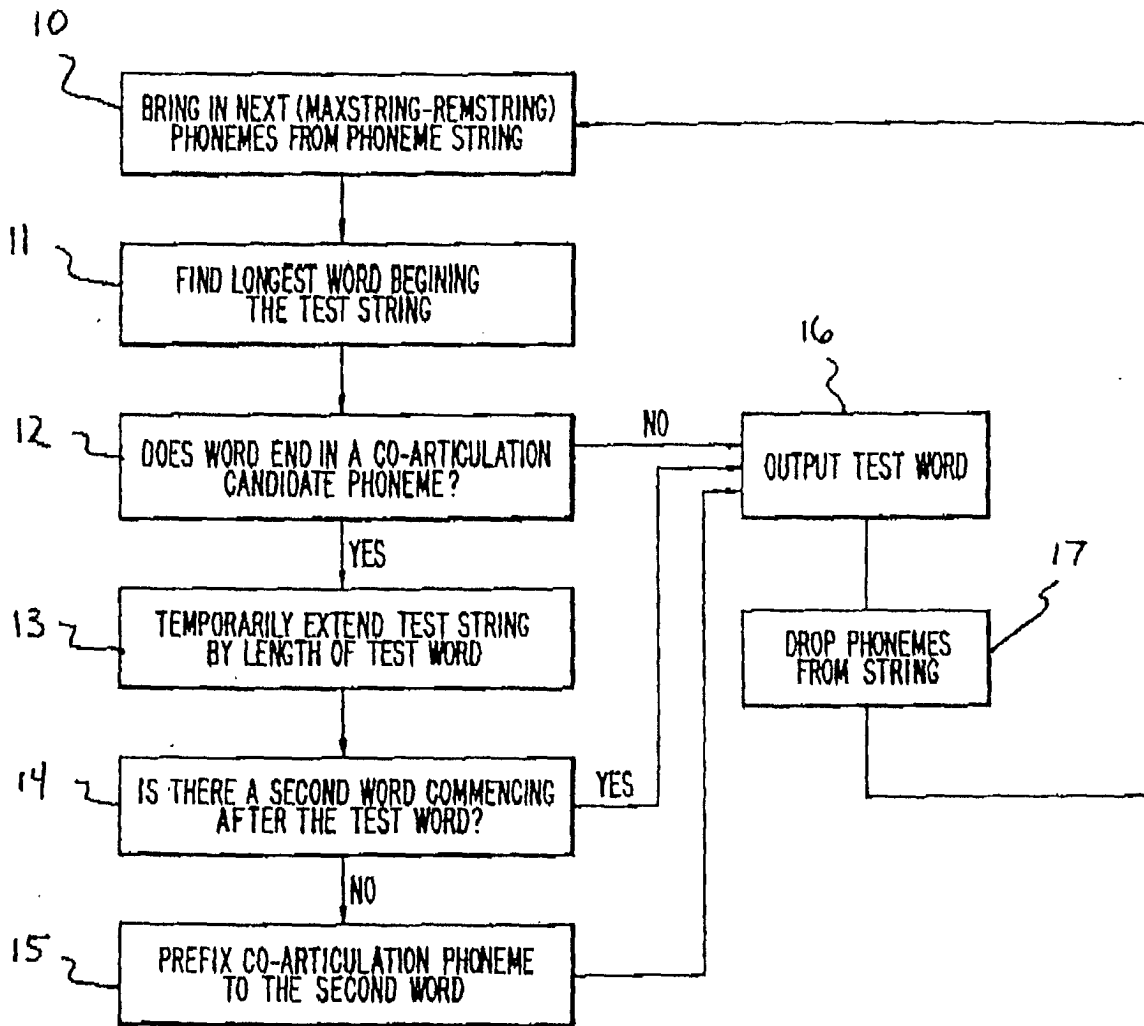 10
BRING IN NEXT (MAXSTRING-REMSTRING)
PHONEMES FROM PHONEME STRING
11
FIND LONGEST WORD BEGINING
THE TEST STRING
12
DOES WORD END IN A CO-ARTICULATION
CANDIDATE PHONEME?
NO
16
OUTPUT TEST WORD
YES
13
TEMPORARILY EXTEND TEST STRING
BY LENGTH OF TEST WORD
17
DROP PHONEMES
FROM STRING
14
IS THERE A SECOND WORD COMMENCING
AFTER THE TEST WORD?
YES
NO
15
PREFIX CO-ARTICULATION PHONEME
TO THE SECOND WORD